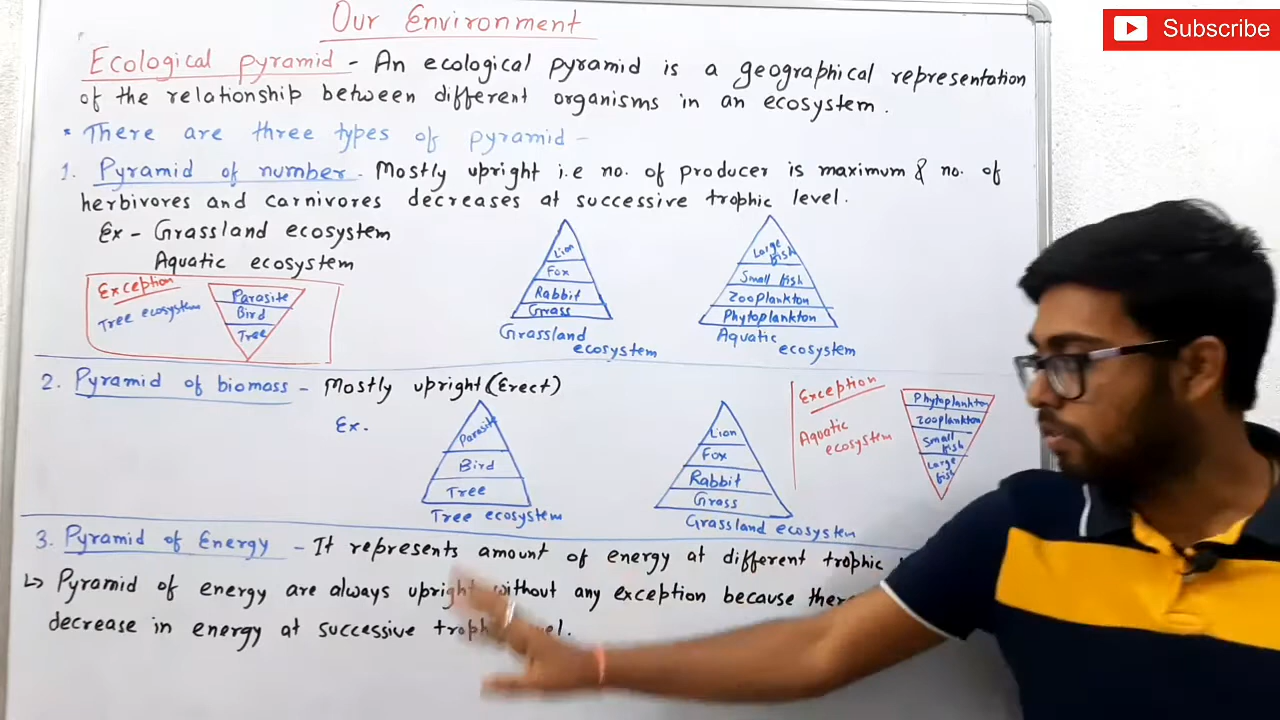 Our Environment
Subscribe
Ecological pyramid - An ecological pyramid is a geographical representation
of the relationship between different organisms in an ecosystem.
* There are three types of pyramid -
1. Pyramid of number - Mostly upright i.e no. of producer is maximum & no. of
herbivores and carnivores decreases at successive trophic level.
Ex - Grassland ecosystem
Aquatic ecosystem
Exception
Tree ecosystem
Parasite
Bird
Tree
Lion
Fox
Rabbit
Grass
Grassland
ecosystem
Large
fish
Small fish
Zooplankton
Phytoplankton
Aquatic
ecosystem
2. Pyramid of biomass - Mostly upright (Erect)
Ex.
Parasite
Bird
Tree
Tree ecosystem
Lion
Fox
Rabbit
Grass
Grassland ecosystem
Exception
Aquatic
ecosystem
Phytoplankton
Zooplankton
Small
fish
Large
fish
3. Pyramid of Energy - It represents amount of energy at different trophic
↳ Pyramid of energy are always upright without any exception because
decrease in energy at successive